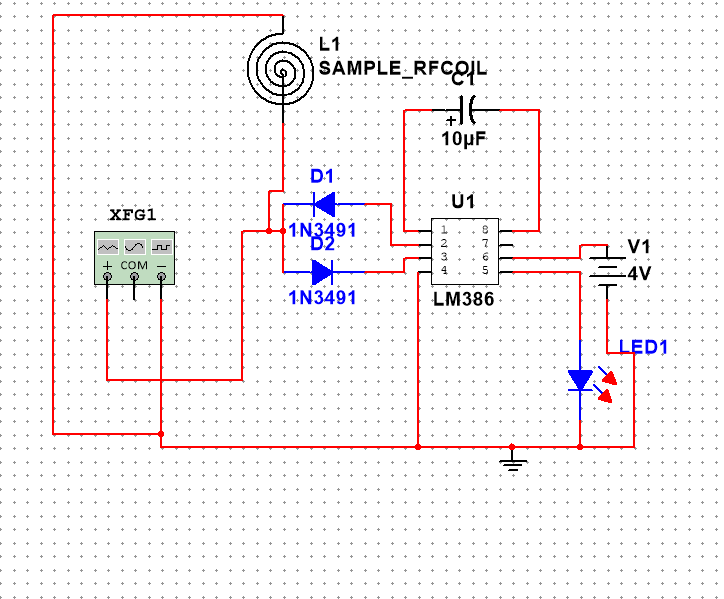 L1
SAMPLE_RFCOIL
C1
+
10µF
D1
1N3491
D2
1N3491
U1
1 8
2 7
3 6
4 5
LM386
XFG1
COM
+ −
V1
4V
LED1